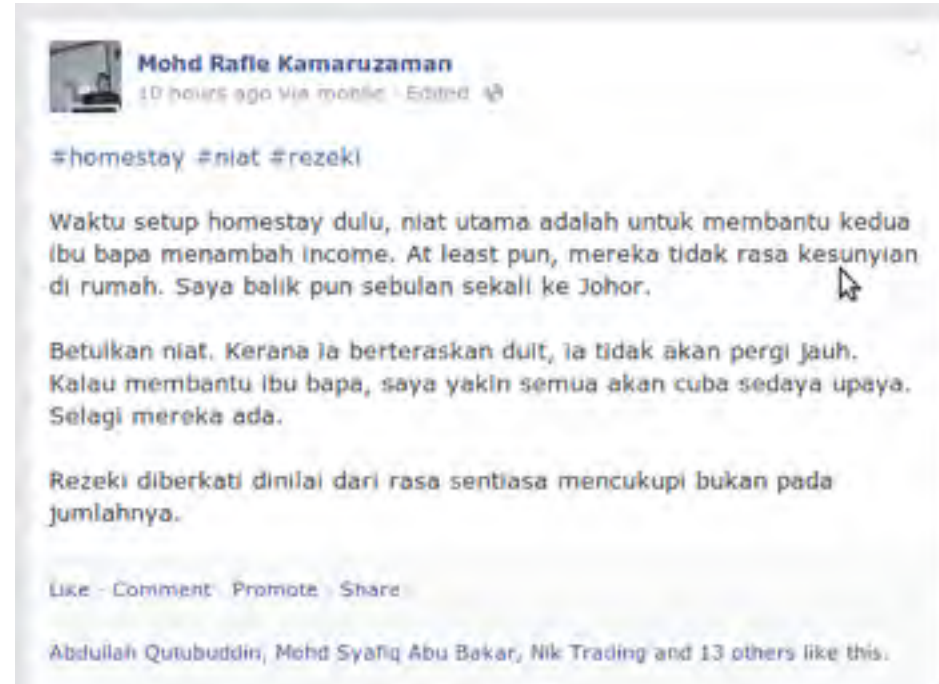 Mohd Rafie Kamaruzaman
10 hours ago via mobile · Edited
#homestay #niat #rezeki
Waktu setup homestay dulu, niat utama adalah untuk membantu kedua
ibu bapa menambah income. At least pun, mereka tidak rasa kesunyian
di rumah. Saya balik pun sebulan sekali ke Johor.
Betulkan niat. Kerana ia berteraskan duit, ia tidak akan pergi jauh.
Kalau membantu ibu bapa, saya yakin semua akan cuba sedaya upaya.
Selagi mereka ada.
Rezeki diberkati dinilai dari rasa sentiasa mencukupi bukan pada
jumlahnya.
Like · Comment · Promote · Share
Abdullah Qutubuddin, Mohd Syafiq Abu Bakar, Nik Trading and 13 others like this.